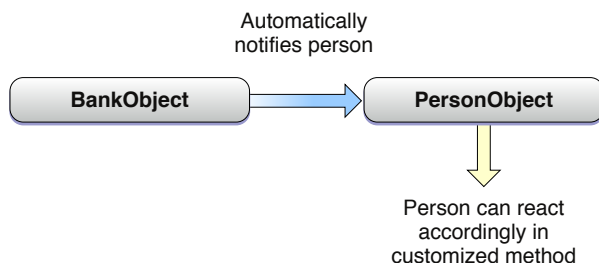 Automatically
notifies person
BankObject
PersonObject
Person can react
accordingly in
customized method